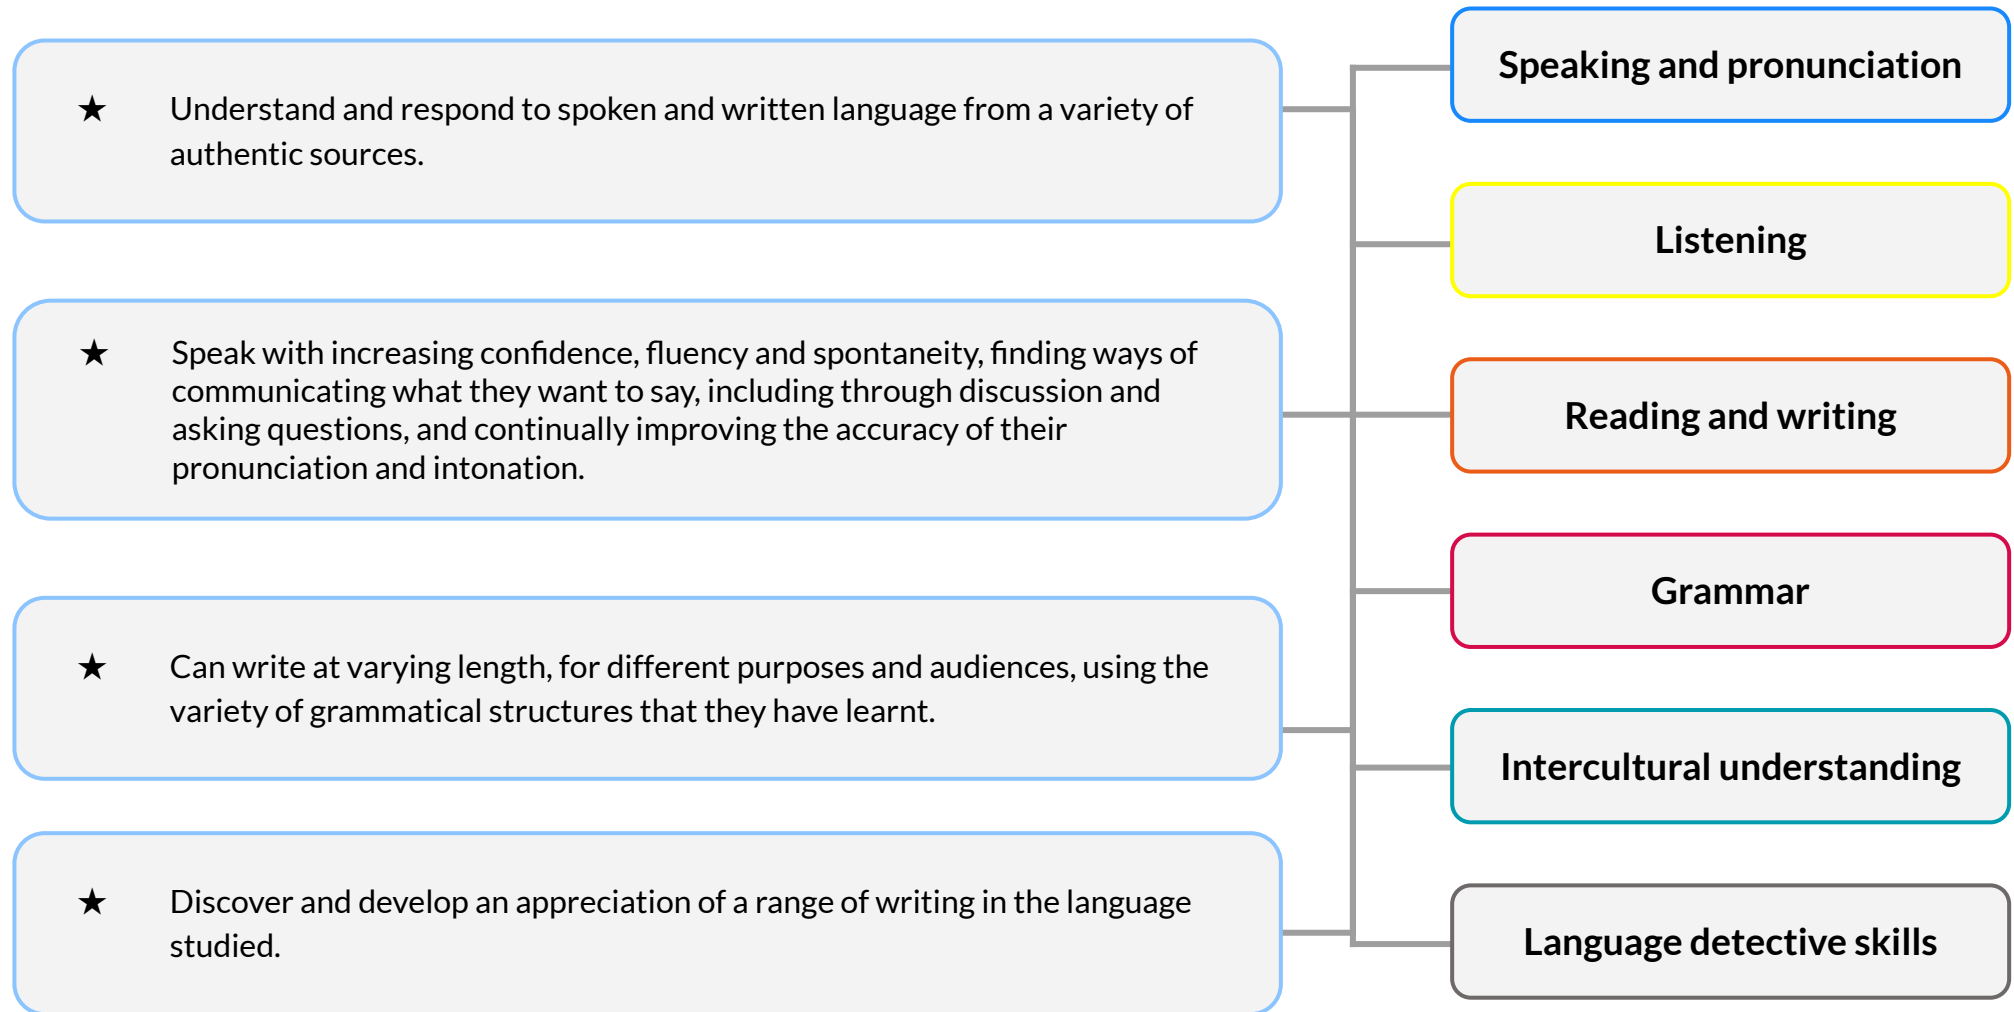 ★ Understand and respond to spoken and written language from a variety of
authentic sources.
★ Speak with increasing confidence, fluency and spontaneity, finding ways of
communicating what they want to say, including through discussion and
asking questions, and continually improving the accuracy of their
pronunciation and intonation.
★ Can write at varying length, for different purposes and audiences, using the
variety of grammatical structures that they have learnt.
★ Discover and develop an appreciation of a range of writing in the language
studied.
Speaking and pronunciation
Listening
Reading and writing
Grammar
Intercultural understanding
Language detective skills